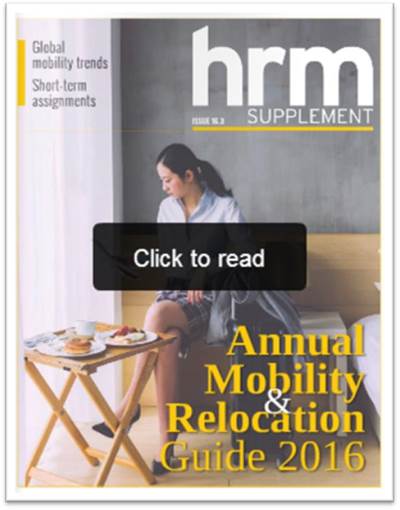 Global
mobility trends
Short-term
assignments
hrm
ISSUE 16.3
SUPPLEMENT
Click to read
Annual
Mobility
&
Relocation
Guide 2016